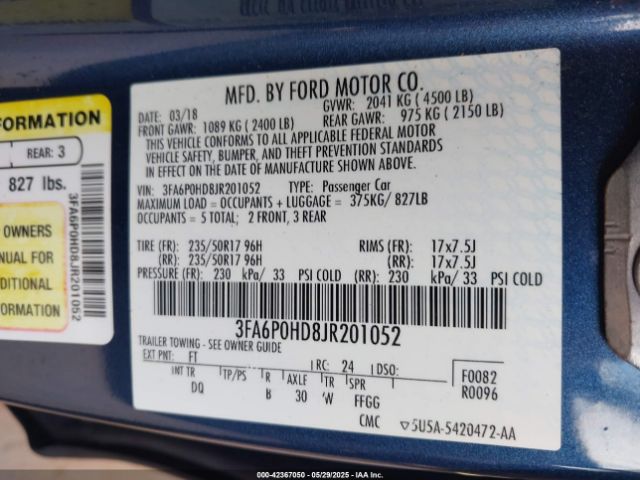 MFD. BY FORD MOTOR CO.
DATE: 03/18 GVWR: 2041 KG ( 4500 LB)
FRONT GAWR: 1089 KG ( 2400 LB) REAR GAWR: 975 KG ( 2150 LB)
THIS VEHICLE CONFORMS TO ALL APPLICABLE FEDERAL MOTOR
VEHICLE SAFETY, BUMPER, AND THEFT PREVENTION STANDARDS
IN EFFECT ON THE DATE OF MANUFACTURE SHOWN ABOVE.
VIN: 3FA6P0HD8JR201052 TYPE: Passenger Car
MAXIMUM LOAD = OCCUPANTS + LUGGAGE = 375KG/ 827LB
OCCUPANTS = 5 TOTAL; 2 FRONT, 3 REAR
TIRE (FR): 235/50R17 96H RIMS (FR): 17x7.5J
(RR): 235/50R17 96H (RR): 17x7.5J
PRESSURE (FR): 230 kPa/ 33 PSI COLD (RR): 230 kPa/ 33 PSI COLD
3FA6P0HD8JR201052
TRAILER TOWING - SEE OWNER GUIDE
EXT PNT: FT RC: 24 DSO:
INT TR TP/PS R AXLE TR SPR
DQ B 30 W FFGG
F0082
R0096
CMC 5U5A-5420472-AA
FORMATION
REAR: 3
827 lbs.
OWNERS
NUAL FOR
DITIONAL
ORMATION
3FA6P0HD8JR201052
000-42367050 - 05/29/2025 - IAAI.COM